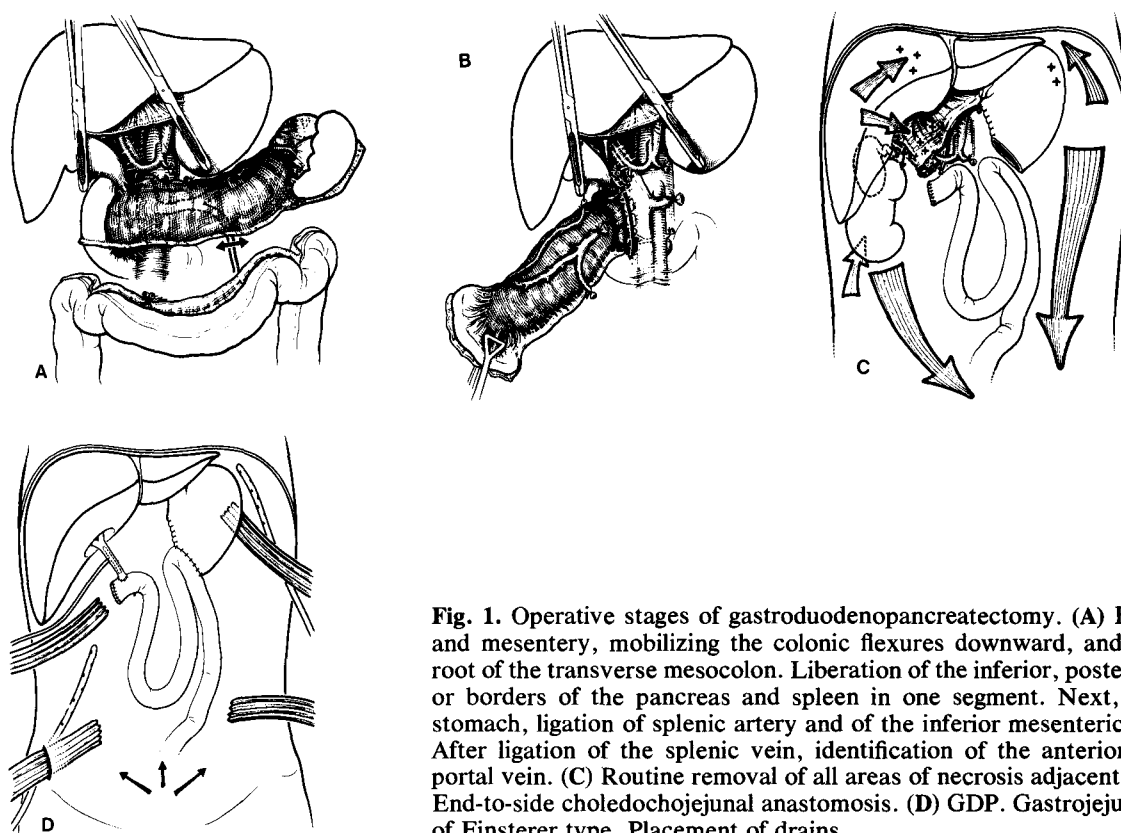 A
B
C
D
Fig. 1. Operative stages of gastroduodenopancreatectomy. (A)
and mesentery, mobilizing the colonic flexures downward, and
root of the transverse mesocolon. Liberation of the inferior, poste
or borders of the pancreas and spleen in one segment. Next,
stomach, ligation of splenic artery and of the inferior mesenteric
After ligation of the splenic vein, identification of the anterior
portal vein. (C) Routine removal of all areas of necrosis adjacent
End-to-side choledochojejunal anastomosis. (D) GDP. Gastrojeju
of Finsterer type. Placement of drains